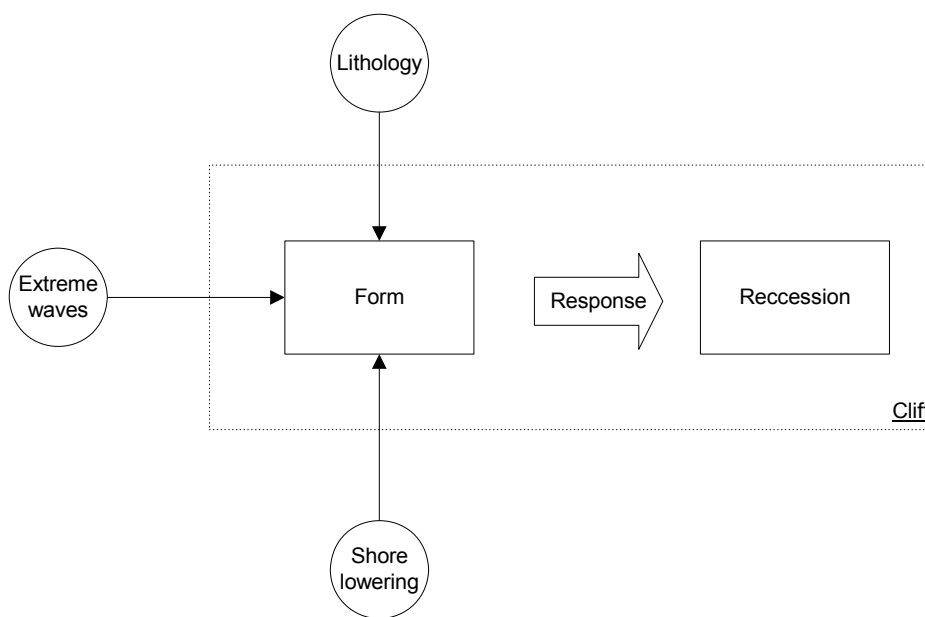 Lithology
Extreme
waves
Form
Response
Reccession
Clif
Shore
lowering